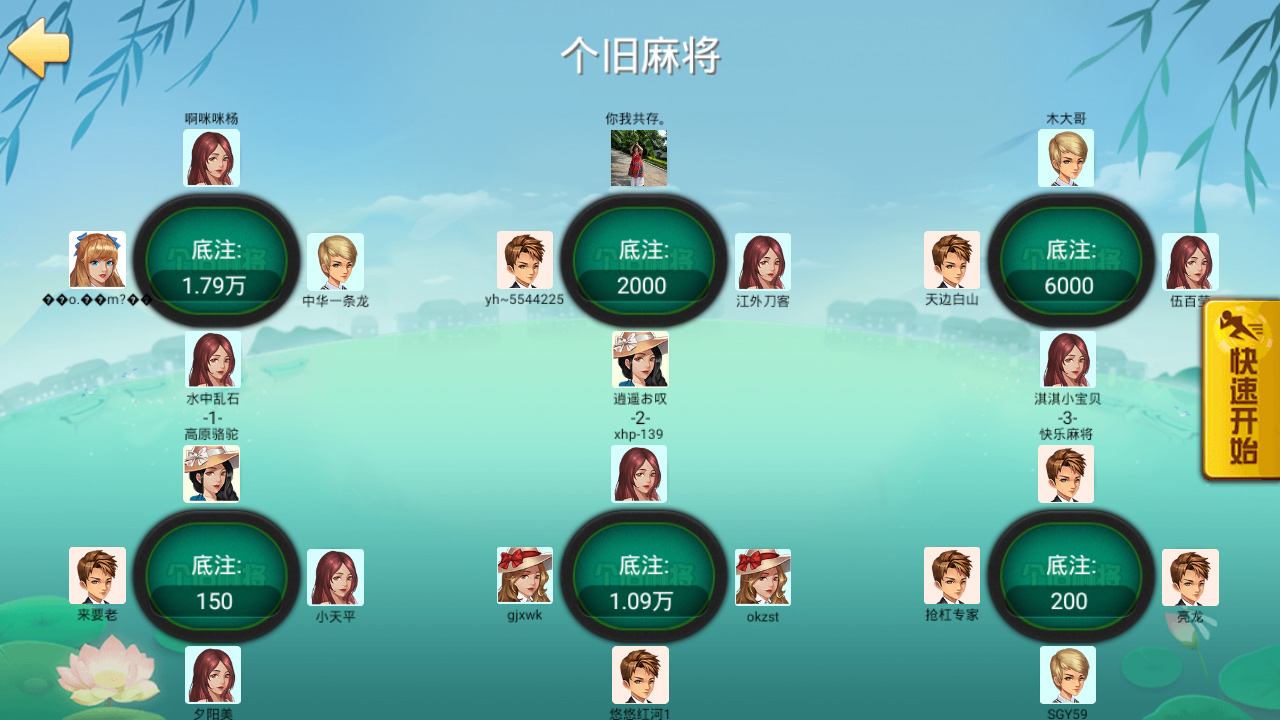 个旧麻将
啊咪咪杨
你我共存。
木大哥
底注:
1.79万
底注:
2000
底注:
6000
��o.��m?��
中华一条龙
yh~5544225
江外刀客
天边白山
伍百
水中乱石
逍遥お叹
淇淇小宝贝
-1-
-2-
-3-
快速开始
高原骆驼
xhp-139
快乐麻将
底注:
150
底注:
1.09万
底注:
200
来要老
小天平
gjxwk
okzst
抢杠专家
亮龙
夕阳美
悠悠红河1
SGY59